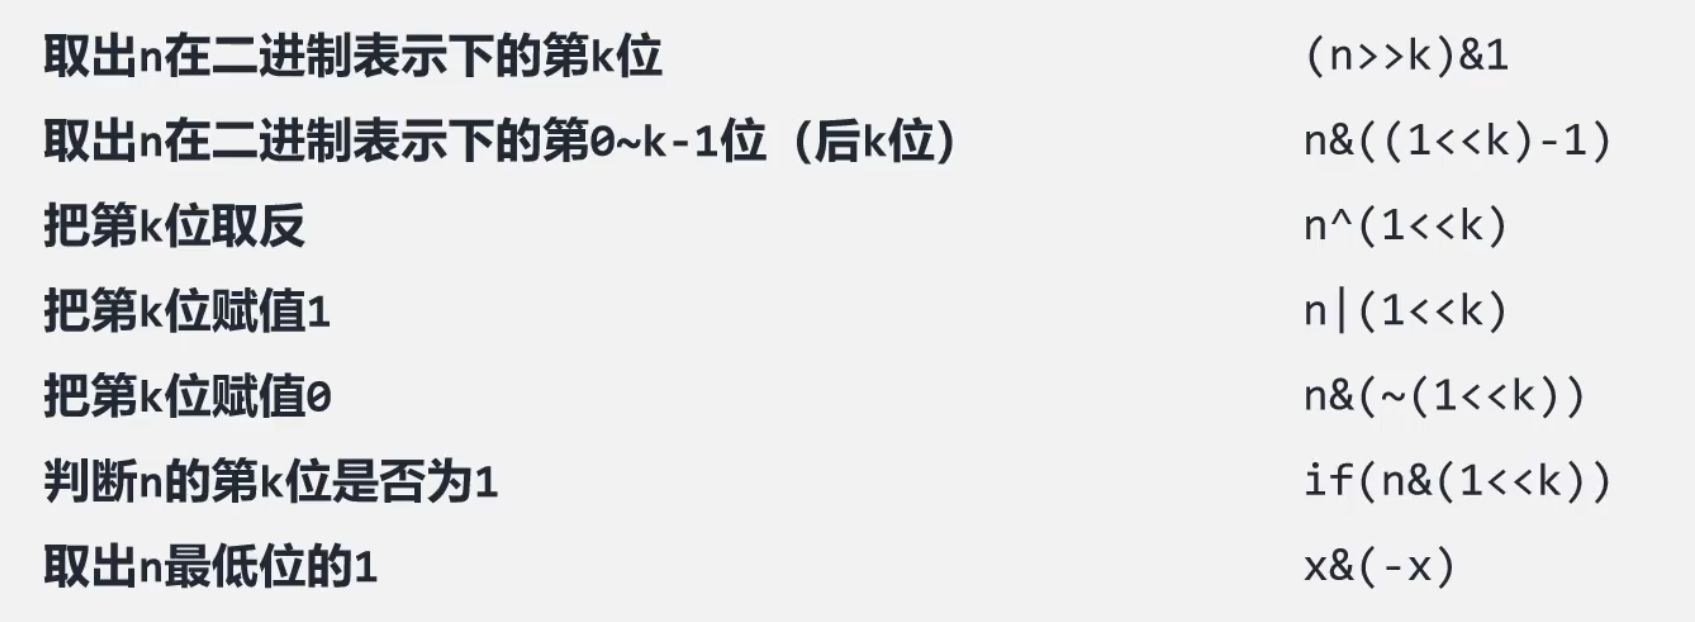 取出n在二进制表示下的第k位 (n>>k)&1
取出n在二进制表示下的第0~k-1位（后k位） n&((1<<k)-1)
把第k位取反 n^(1<<k)
把第k位赋值1 n|(1<<k)
把第k位赋值0 n&(~(1<<k))
判断n的第k位是否为1 if(n&(1<<k))
取出n最低位的1 x&(-x)